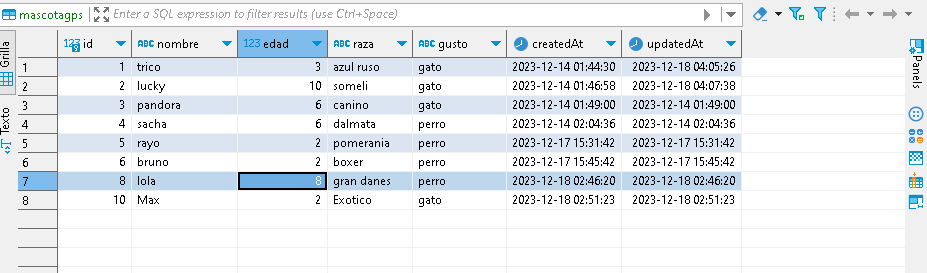 mascotagps Enter a SQL expression to filter results (use Ctrl+Space)
Grilla
Texto
123 id ABC nombre 123 edad ABC raza ABC gusto createdAt updatedAt
1 1 trico 3 azul ruso gato 2023-12-14 01:44:30 2023-12-18 04:05:26
2 2 lucky 10 someli gato 2023-12-14 01:46:58 2023-12-18 04:07:38
3 3 pandora 6 canino gato 2023-12-14 01:49:00 2023-12-14 01:49:00
4 4 sacha 6 dalmata perro 2023-12-14 02:04:36 2023-12-14 02:04:36
5 5 rayo 2 pomerania perro 2023-12-17 15:31:42 2023-12-17 15:31:42
6 6 bruno 2 boxer perro 2023-12-17 15:45:42 2023-12-17 15:45:42
7 8 lola 8 gran danes perro 2023-12-18 02:46:20 2023-12-18 02:46:20
8 10 Max 2 Exotico gato 2023-12-18 02:51:23 2023-12-18 02:51:23
Panels